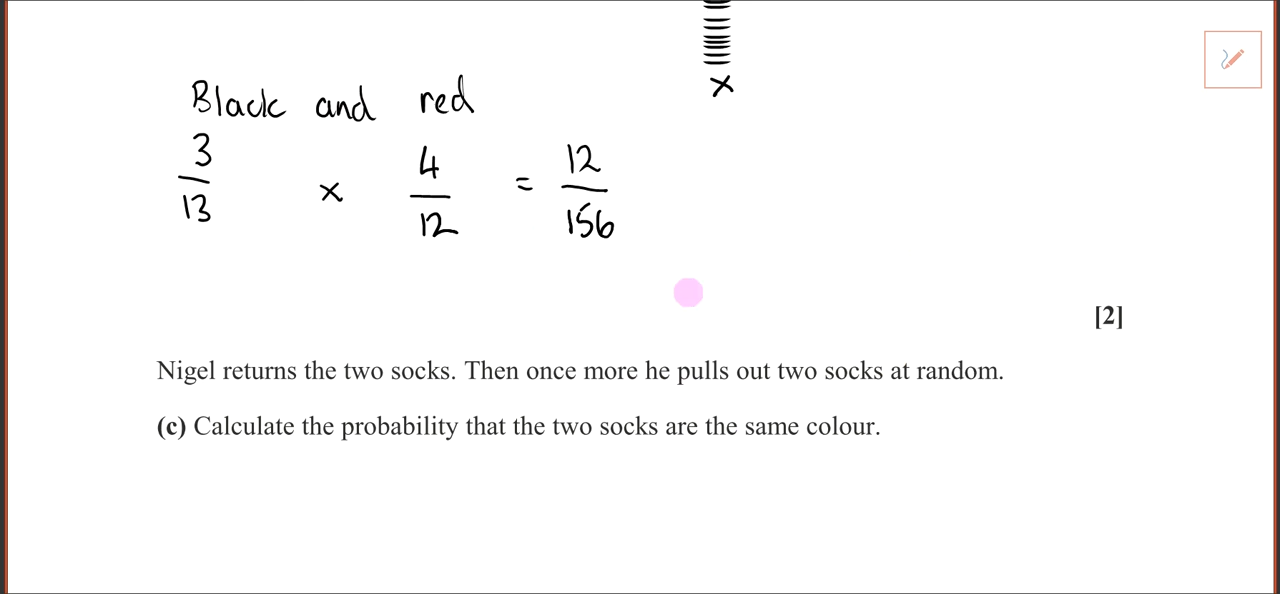 x
Black and red
3/13 x 4/12 = 12/156
[2]
Nigel returns the two socks. Then once more he pulls out two socks at random.
(c) Calculate the probability that the two socks are the same colour.